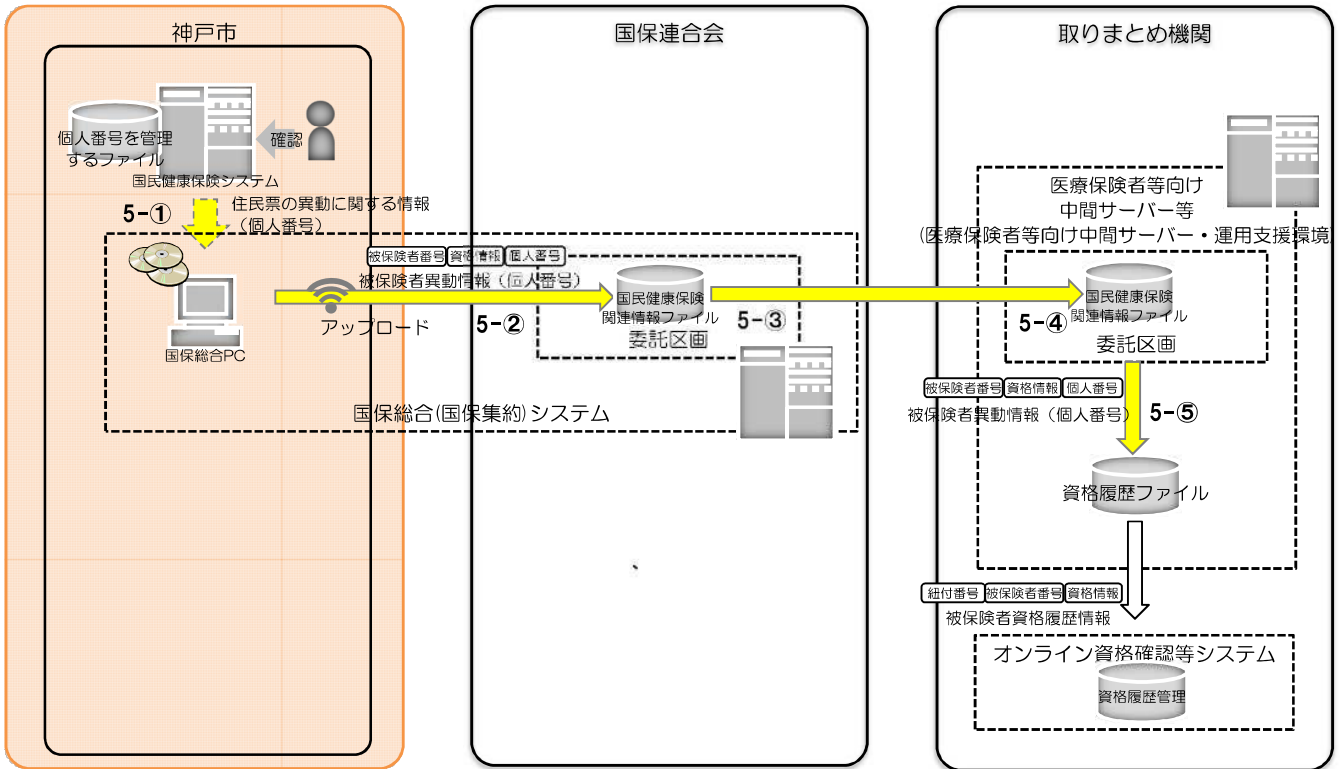 神戸市
個人番号を管理
するファイル
確認
国民健康保険システム
5-①
住民票の異動に関する情報
（個人番号）
国保総合PC
被保険者番号 資格情報 個人番号
被保険者異動情報（個人番号）
アップロード
5-②
国保連合会
国民健康保険
関連情報ファイル
委託区画
5-③
国保総合(国保集約)システム
取りまとめ機関
医療保険者等向け
中間サーバー等
(医療保険者等向け中間サーバー・運用支援環境)
5-④
国民健康保険
関連情報ファイル
委託区画
被保険者番号 資格情報 個人番号
被保険者異動情報（個人番号）
5-⑤
資格履歴ファイル
紐付番号 被保険者番号 資格情報
被保険者資格履歴情報
オンライン資格確認等システム
資格履歴管理